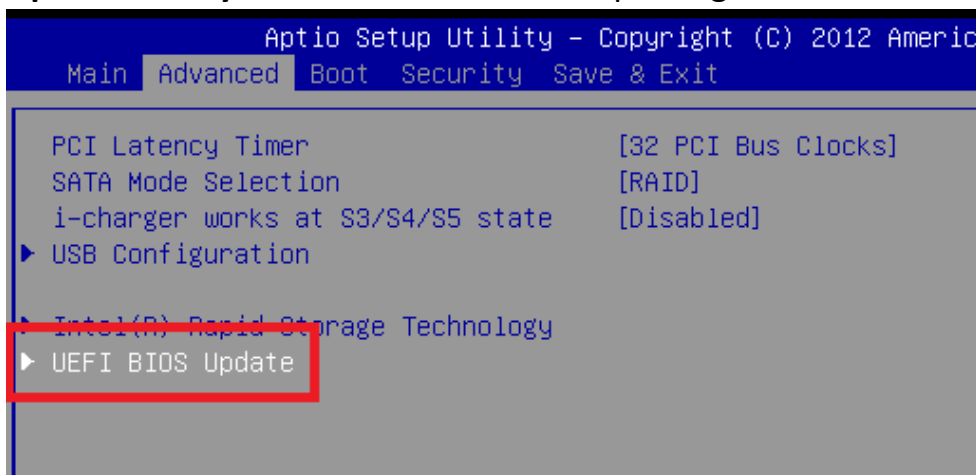 Aptio Setup Utility – Copyright (C) 2012 Americ
Main Advanced Boot Security Save & Exit
PCI Latency Timer [32 PCI Bus Clocks]
SATA Mode Selection [RAID]
i-charger works at S3/S4/S5 state [Disabled]
▶ USB Configuration
▶ Intel(R) Rapid Storage Technology
▶ UEFI BIOS Update